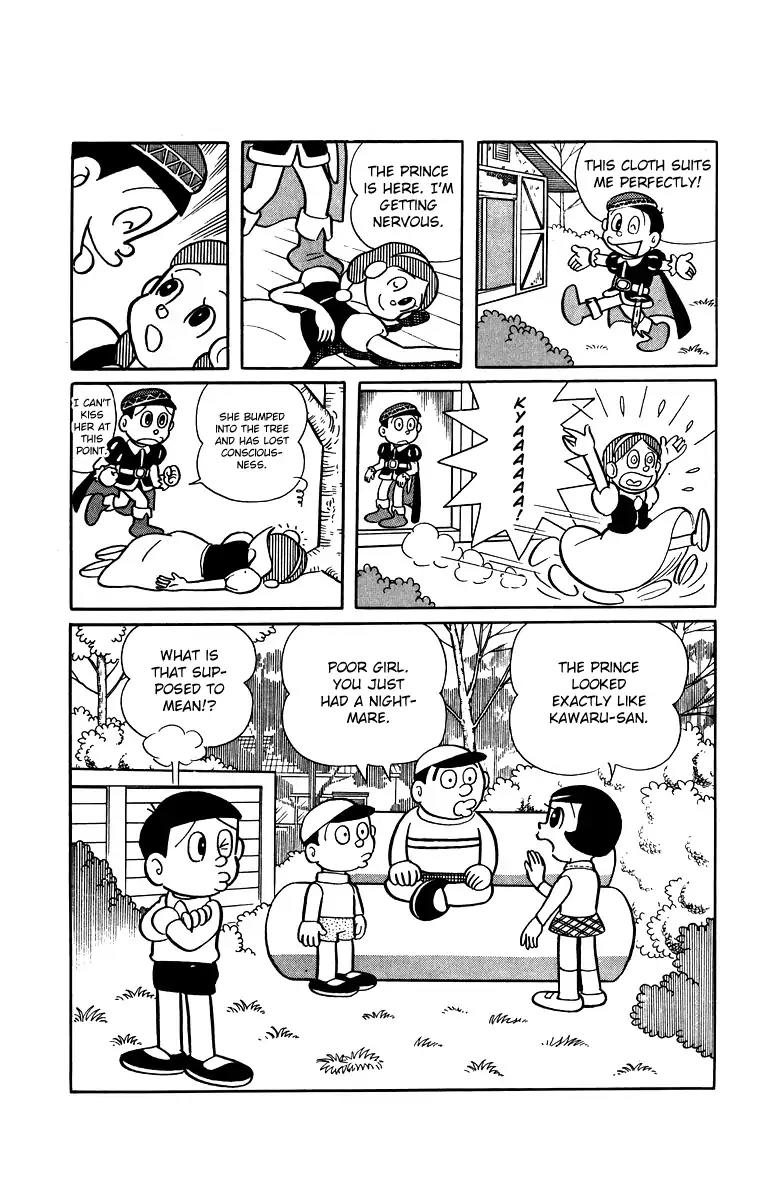 THIS CLOTH SUITS
ME PERFECTLY!
THE PRINCE
IS HERE. I'M
GETTING
NERVOUS.
KYAAAAA!
SHE BUMPED
INTO THE TREE
AND HAS LOST
CONSCIOUS-
NESS.
I CAN'T
KISS
HER AT
THIS
POINT.
THE PRINCE
LOOKED
EXACTLY LIKE
KAWARU-SAN.
POOR GIRL.
YOU JUST
HAD A NIGHT-
MARE.
WHAT IS
THAT SUP-
POSED TO
MEAN!?